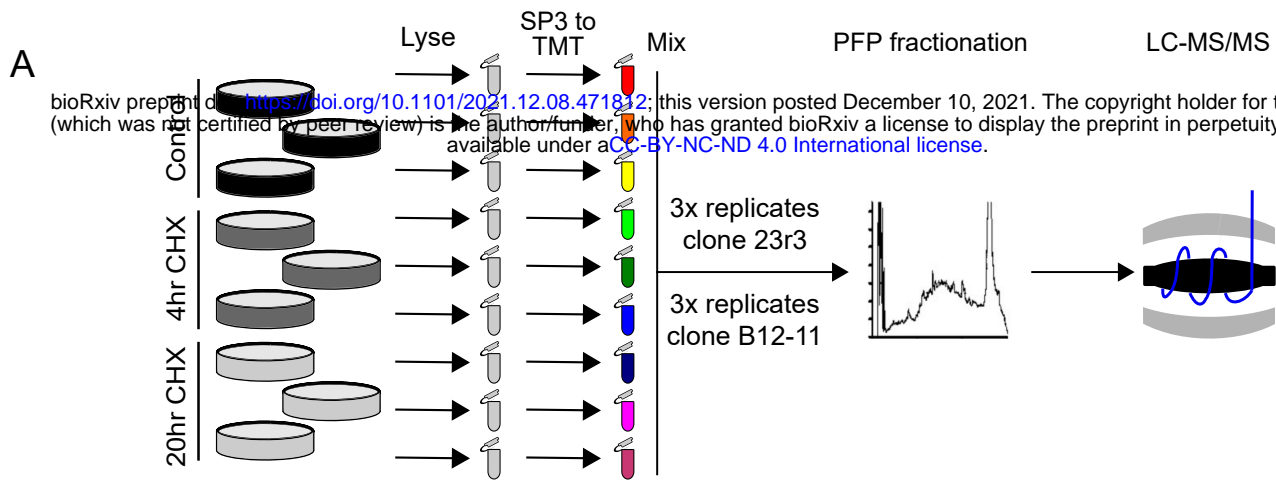 A
Lyse
SP3 to
TMT
Mix
PFP fractionation
LC-MS/MS
bioRxiv preprint doi: https://doi.org/10.1101/2021.12.08.471812; this version posted December 10, 2021. The copyright holder for t
(which was not certified by peer review) is the author/funder, who has granted bioRxiv a license to display the preprint in perpetuity
available under aCC-BY-NC-ND 4.0 International license.
Control
4hr CHX
20hr CHX
3x replicates
clone 23r3
3x replicates
clone B12-11